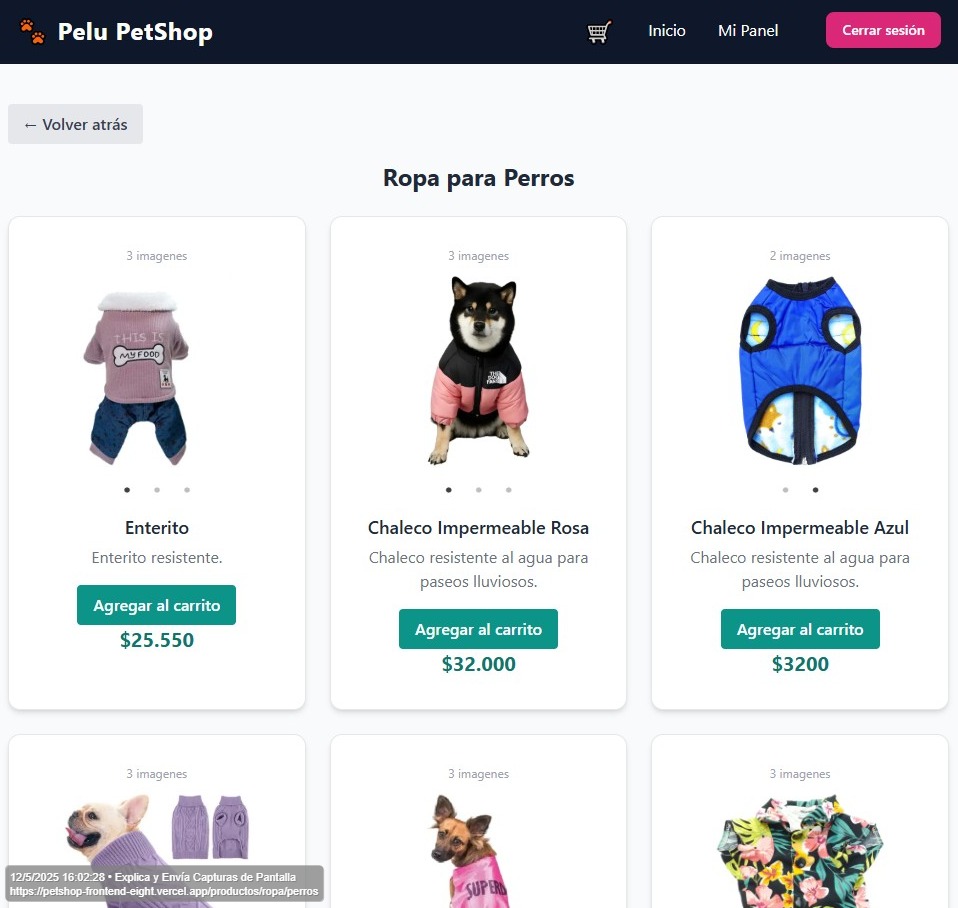 Pelu PetShop
Inicio
Mi Panel
Cerrar sesión
← Volver atrás
Ropa para Perros
3 imagenes
3 imagenes
2 imagenes
THIS IS
MY FOOD
Enterito
Chaleco Impermeable Rosa
Chaleco Impermeable Azul
Enterito resistente.
Chaleco resistente al agua para
paseos lluviosos.
Chaleco resistente al agua para
paseos lluviosos.
Agregar al carrito
Agregar al carrito
Agregar al carrito
$25.550
$32.000
$3200
3 imagenes
3 imagenes
3 imagenes
SUPER
12/5/2025 16:02:28 • Explica y Envía Capturas de Pantalla
https://petshop-frontend-eight.vercel.app/productos/ropa/perros